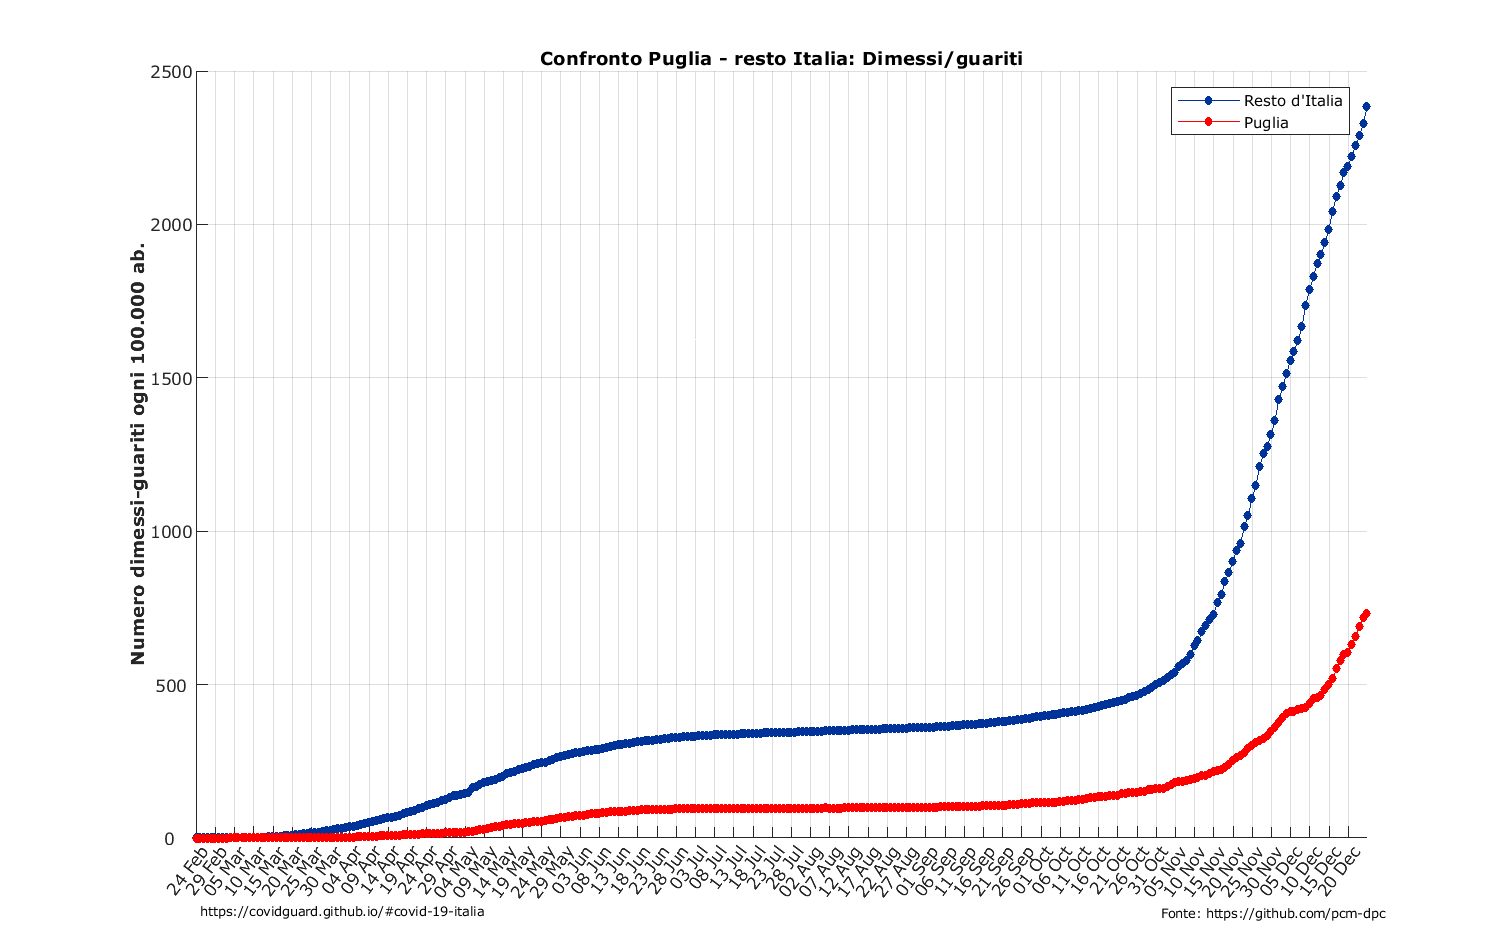 Confronto Puglia - resto Italia: Dimessi/guariti
Resto d'Italia
Puglia
Numero dimessi-guariti ogni 100.000 ab.
2500
2000
1500
1000
500
0
24 Feb
29 Feb
05 Mar
10 Mar
15 Mar
20 Mar
25 Mar
30 Mar
04 Apr
09 Apr
14 Apr
19 Apr
24 Apr
29 Apr
04 May
09 May
14 May
19 May
24 May
29 May
03 Jun
08 Jun
13 Jun
18 Jun
23 Jun
28 Jun
03 Jul
08 Jul
13 Jul
18 Jul
23 Jul
28 Jul
02 Aug
07 Aug
12 Aug
17 Aug
22 Aug
27 Aug
01 Sep
06 Sep
11 Sep
16 Sep
21 Sep
26 Sep
01 Oct
06 Oct
11 Oct
16 Oct
21 Oct
26 Oct
31 Oct
05 Nov
10 Nov
15 Nov
20 Nov
25 Nov
30 Nov
05 Dec
10 Dec
15 Dec
20 Dec
https://covidguard.github.io/#covid-19-italia
Fonte: https://github.com/pcm-dpc